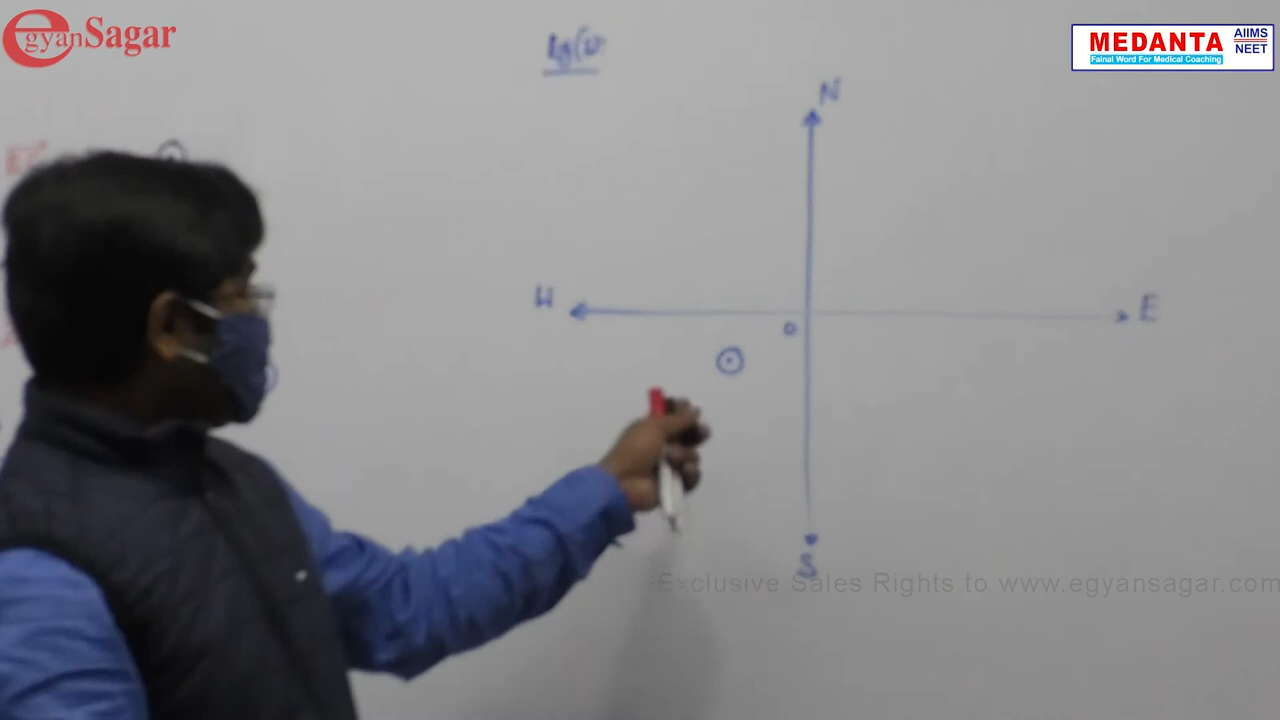 egyanSagar
MEDANTA AIIMS NEET
Fainal Word For Medical Coaching
N
W
E
O
S
Exclusive Sales Rights to www.egyansagar.com